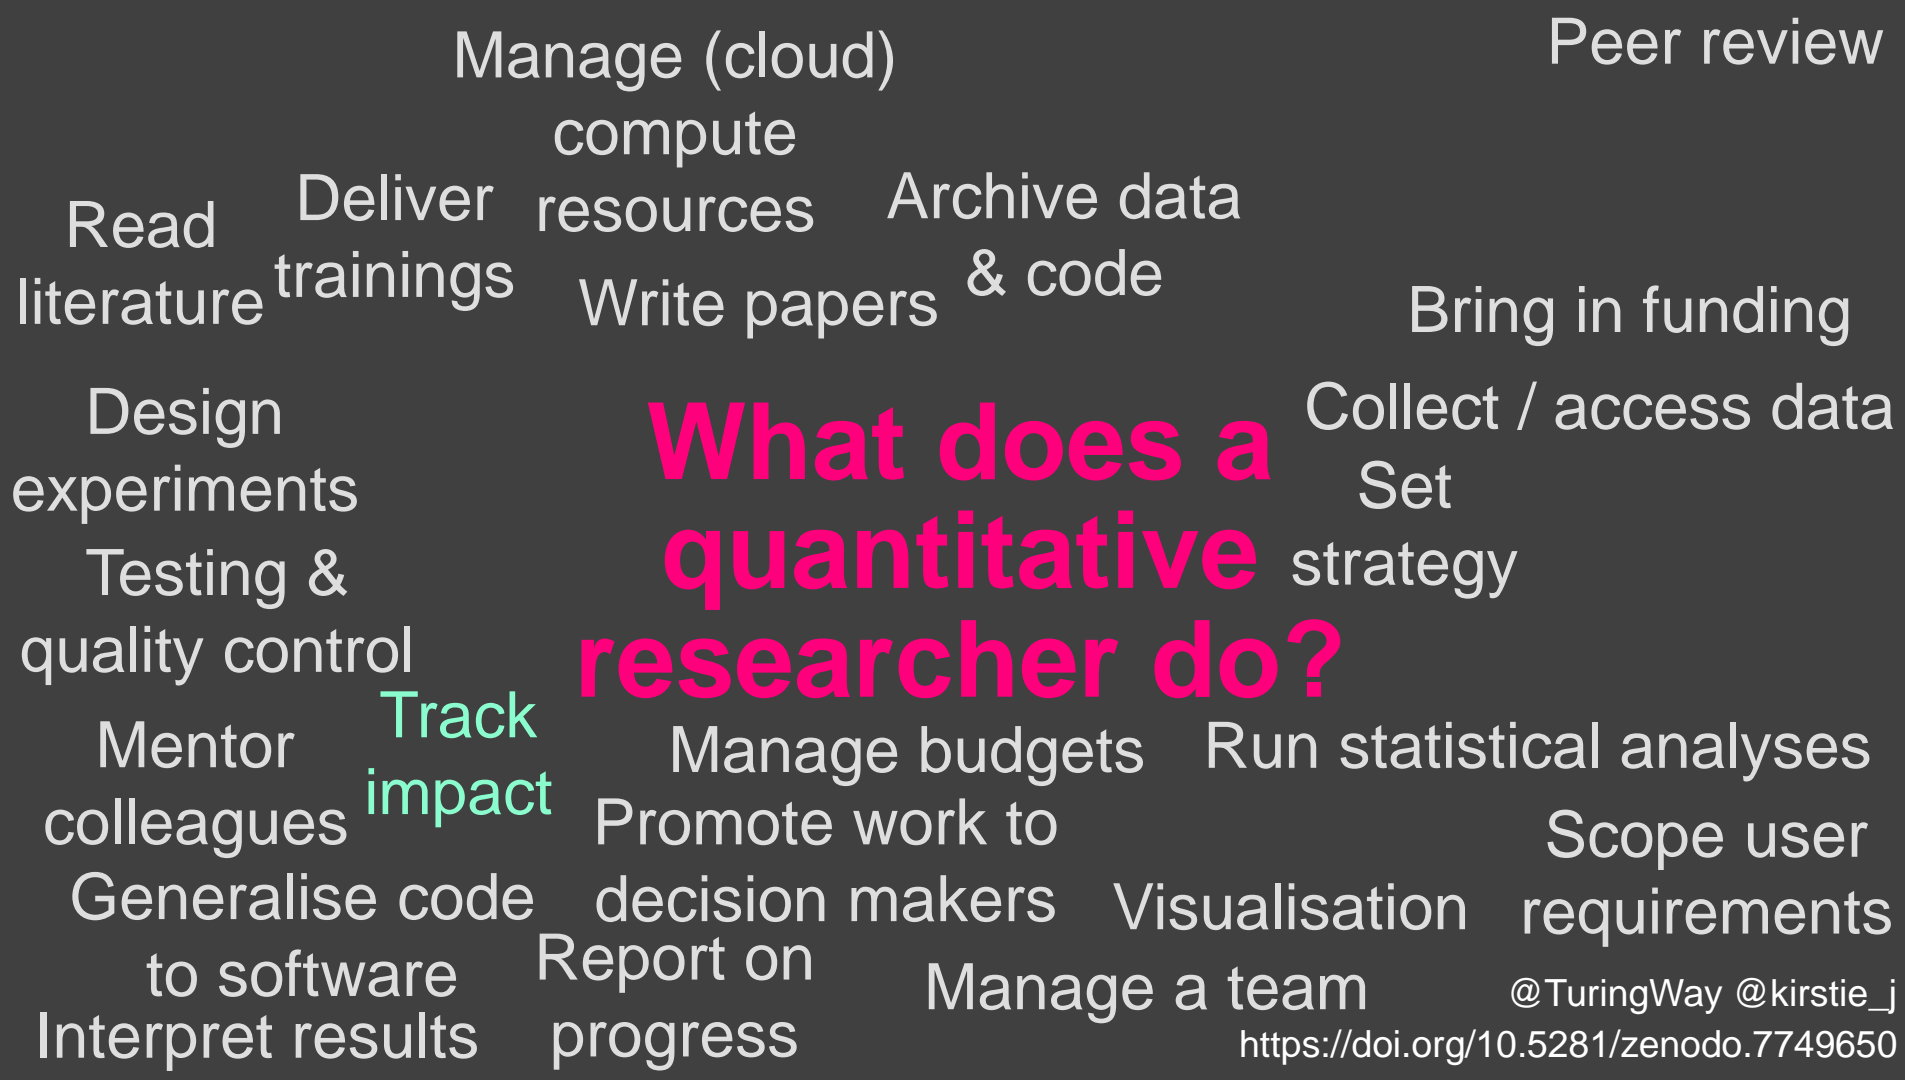 Manage (cloud)
compute
resources
Peer review
Read
literature
Deliver
trainings
Write papers
Archive data
& code
Bring in funding
Design
experiments
What does a
quantitative
researcher do?
Collect / access data
Set
strategy
Testing &
quality control
Track
impact
Mentor
colleagues
Manage budgets
Run statistical analyses
Promote work to
decision makers
Scope user
requirements
Generalise code
to software
Visualisation
Report on
progress
Manage a team
Interpret results
@TuringWay @kirstie_j
https://doi.org/10.5281/zenodo.7749650